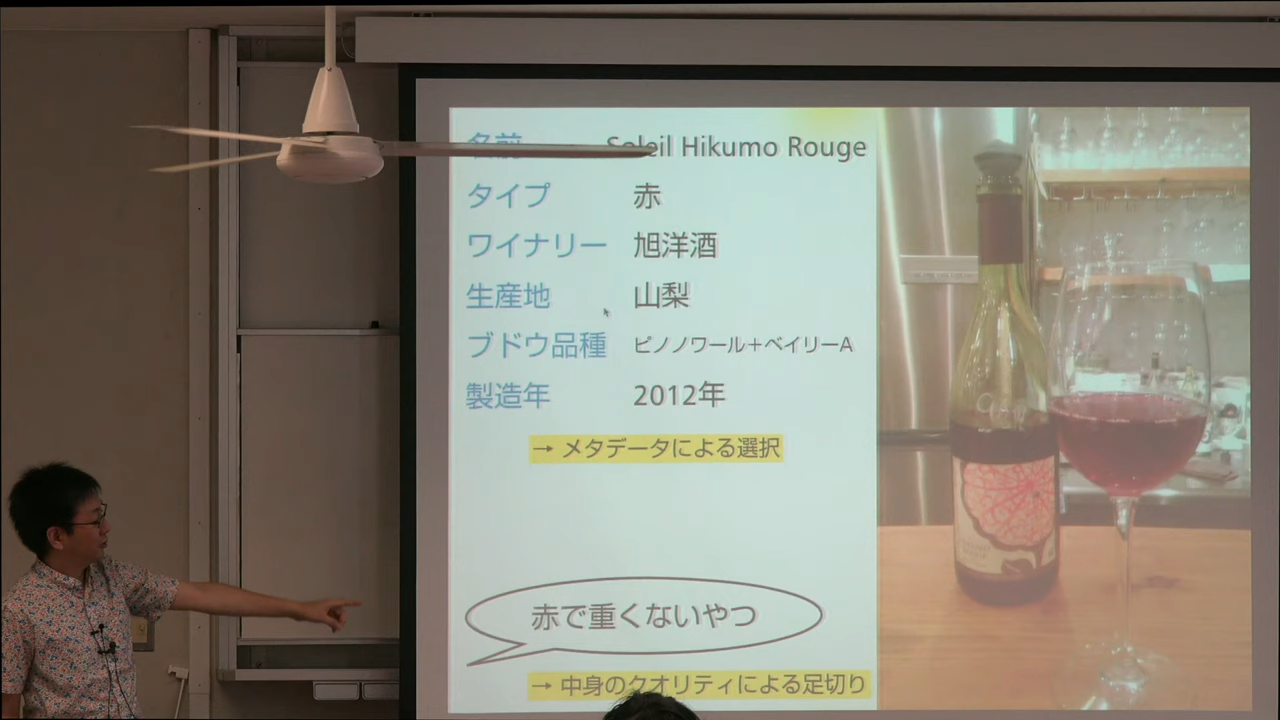 名前 Soleil Hikumo Rouge
タイプ 赤
ワイナリー 旭洋酒
生産地 山梨
ブドウ品種 ピノノワール＋ベイリーA
製造年 2012年
→ メタデータによる選択
赤で重くないやつ
→ 中身のクオリティによる足切り